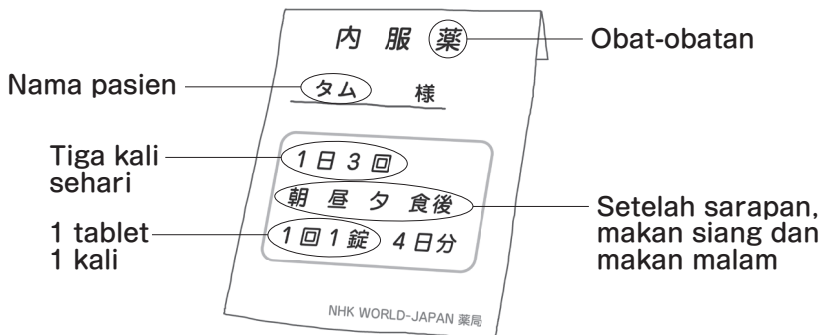 内 服 薬
Obat-obatan
Nama pasien
タム 様
Tiga kali
sehari
1日3回
朝 昼 夕 食後
1 tablet
1 kali
1回1錠 4日分
Setelah sarapan,
makan siang dan
makan malam
NHK WORLD-JAPAN 薬局